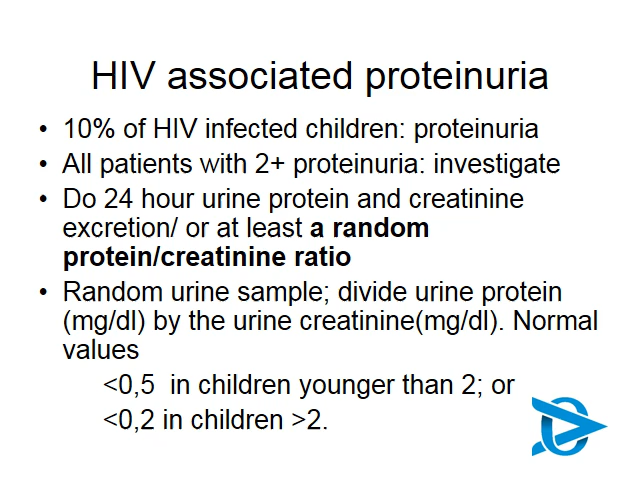 HIV associated proteinuria
• 10% of HIV infected children: proteinuria
• All patients with 2+ proteinuria: investigate
• Do 24 hour urine protein and creatinine
excretion/ or at least a random
protein/creatinine ratio
• Random urine sample; divide urine protein
(mg/dl) by the urine creatinine(mg/dl). Normal
values
<0,5 in children younger than 2; or
<0,2 in children >2.